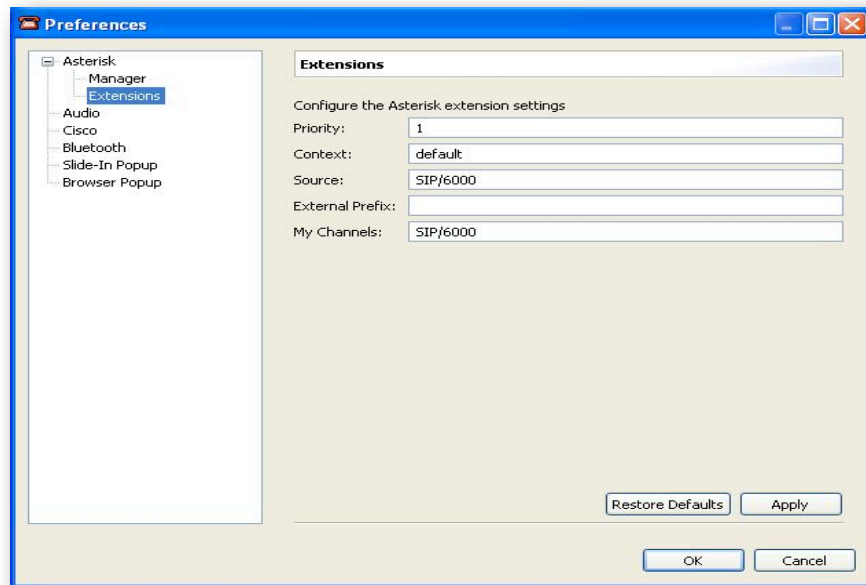 Preferences
Asterisk
Manager
Extensions
Audio
Cisco
Bluetooth
Slide-In Popup
Browser Popup
Extensions
Configure the Asterisk extension settings
Priority: 1
Context: default
Source: SIP/6000
External Prefix:
My Channels: SIP/6000
Restore Defaults Apply
OK Cancel